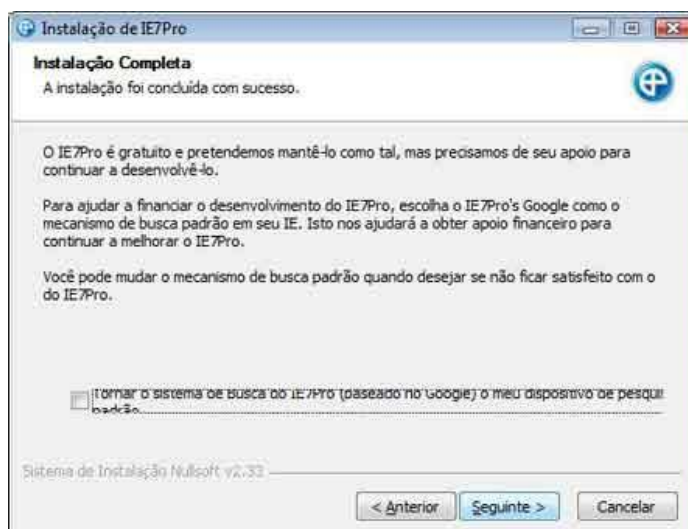 Instalação de IE7Pro
Instalação Completa
A instalação foi concluída com sucesso.
O IE7Pro é gratuito e pretendemos mantê-lo como tal, mas precisamos de seu apoio para
continuar a desenvolvê-lo.
Para ajudar a financiar o desenvolvimento do IE7Pro, escolha o IE7Pro's Google como o
mecanismo de busca padrão em seu IE. Isto nos ajudará a obter apoio financeiro para
continuar a melhorar o IE7Pro.
Você pode mudar o mecanismo de busca padrão quando desejar se não ficar satisfeito com o
do IE7Pro.
Tornar o sistema de Busca do IE7Pro (baseado no Google) o meu dispositivo de pesqui
padrão
Sistema de Instalação Nullsoft v2.33
< Anterior
Seguinte >
Cancelar